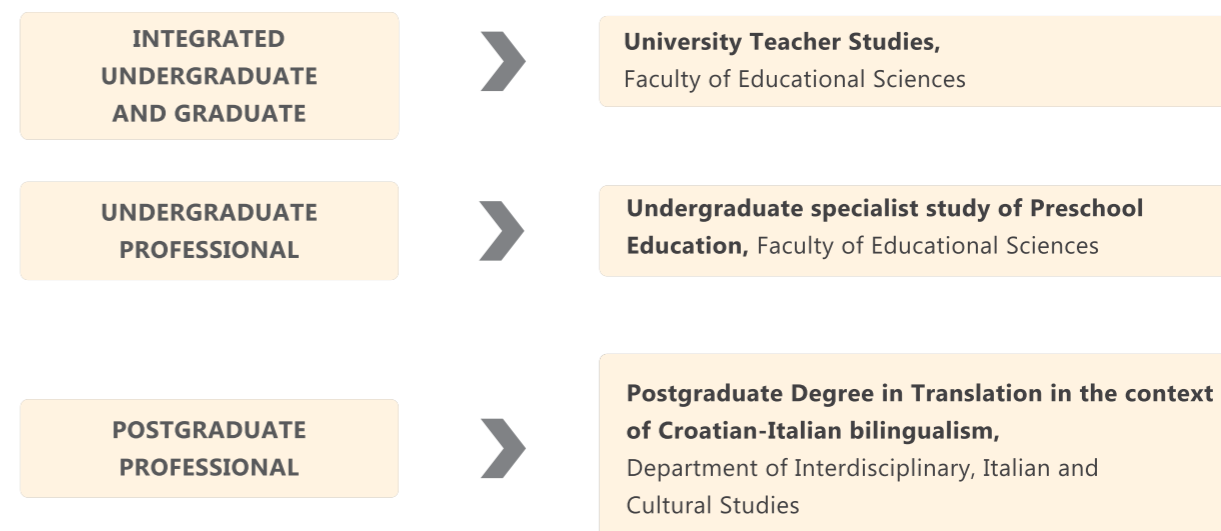 INTEGRATED
UNDERGRADUATE
AND GRADUATE
University Teacher Studies,
Faculty of Educational Sciences
UNDERGRADUATE
PROFESSIONAL
Undergraduate specialist study of Preschool
Education, Faculty of Educational Sciences
POSTGRADUATE
PROFESSIONAL
Postgraduate Degree in Translation in the context
of Croatian-Italian bilingualism,
Department of Interdisciplinary, Italian and
Cultural Studies